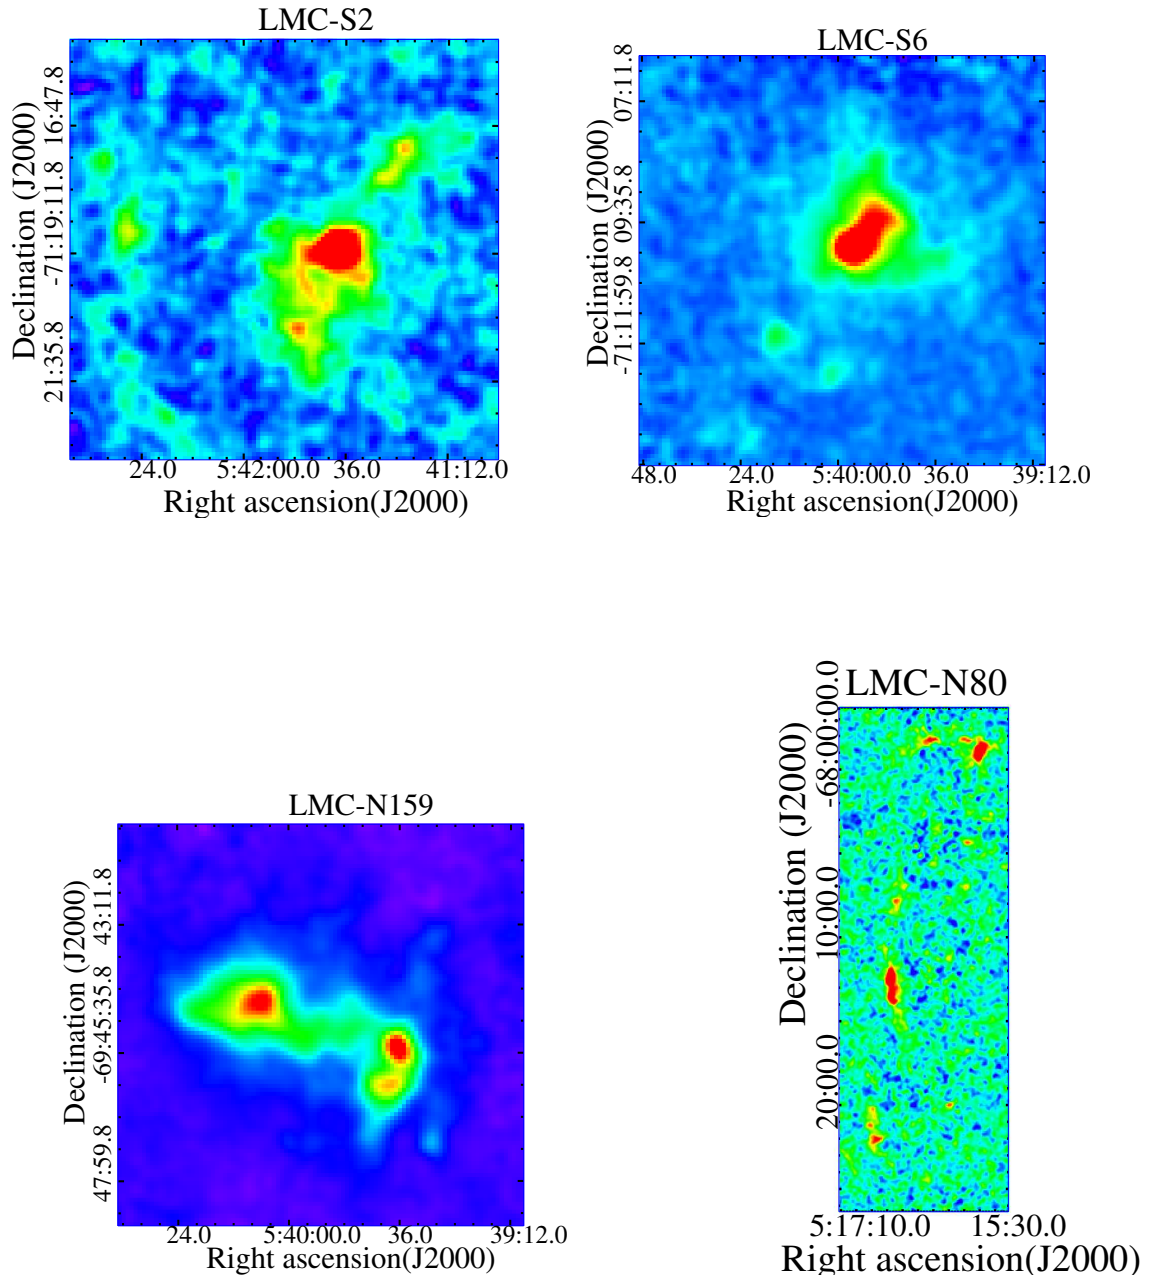 LMC-S2
Declination (J2000)
16:47.8
-71:19:11.8
21:35.8
24.0 5:42:00.0 36.0 41:12.0
Right ascension(J2000)
LMC-S6
Declination (J2000)
07:11.8
09:35.8
-71:11:59.8
48.0 24.0 5:40:00.0 36.0 39:12.0
Right ascension(J2000)
LMC-N159
Declination (J2000)
43:11.8
-69:45:35.8
47:59.8
24.0 5:40:00.0 36.0 39:12.0
Right ascension(J2000)
LMC-N80
Declination (J2000)
-68:00:00.0
10:00.0
20:00.0
5:17:10.0 15:30.0
Right ascension(J2000)